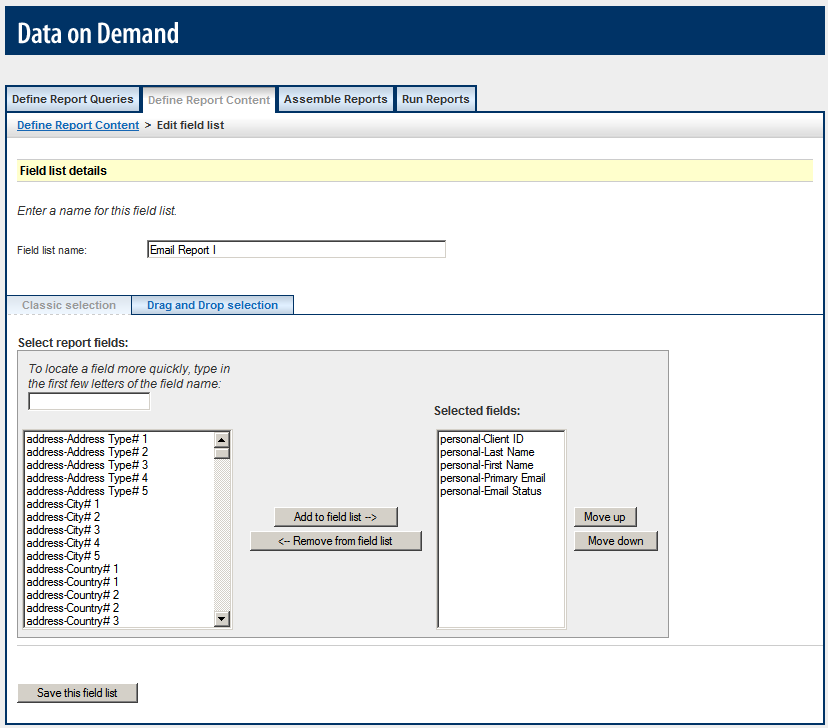 Data on Demand
Define Report Queries
Define Report Content
Assemble Reports
Run Reports
Define Report Content > Edit field list
Field list details
Enter a name for this field list.
Field list name:
Email Report I
Classic selection
Drag and Drop selection
Select report fields:
To locate a field more quickly, type in
the first few letters of the field name:
address-Address Type# 1
address-Address Type# 2
address-Address Type# 3
address-Address Type# 4
address-Address Type# 5
address-City# 1
address-City# 2
address-City# 3
address-City# 4
address-City# 5
address-Country# 1
address-Country# 1
address-Country# 2
address-Country# 2
address-Country# 3
Add to field list -->
<-- Remove from field list
Selected fields:
personal-Client ID
personal-Last Name
personal-First Name
personal-Primary Email
personal-Email Status
Move up
Move down
Save this field list